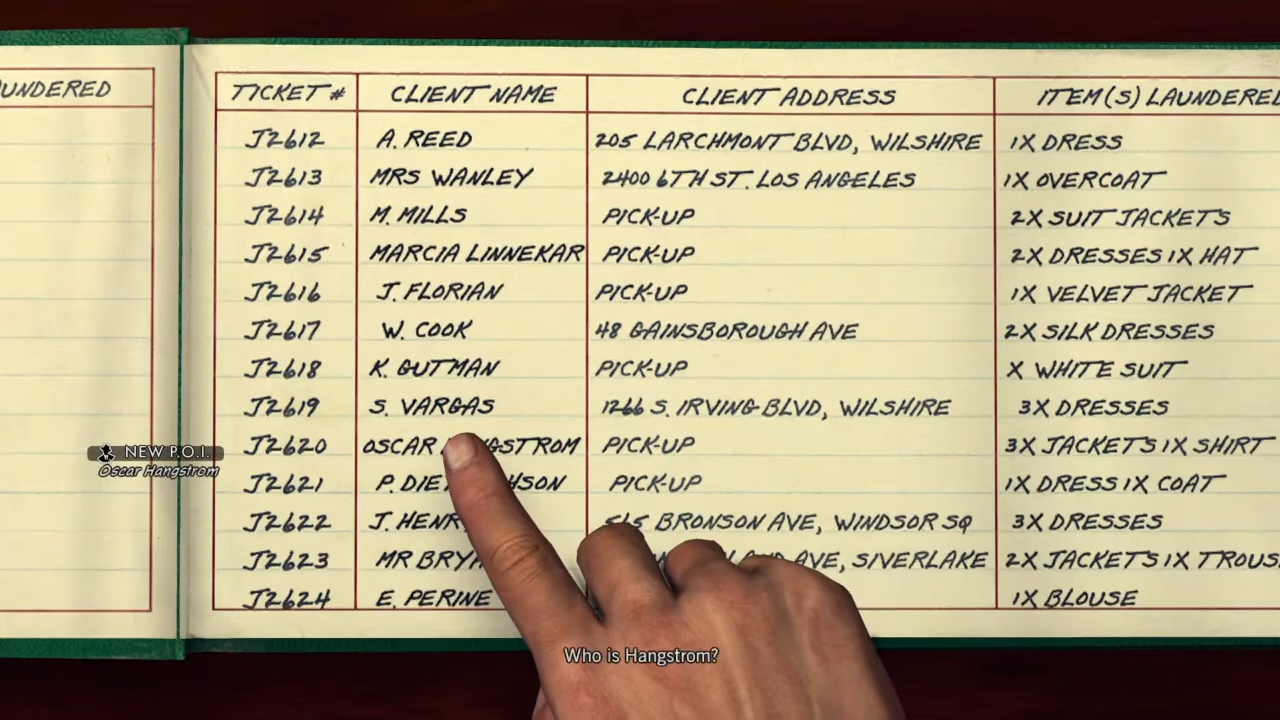 UNDERED
TICKET # CLIENT NAME CLIENT ADDRESS ITEM(S) LAUNDERED
J2612 A. REED 205 LARCHMONT BLVD, WILSHIRE 1X DRESS
J2613 MRS WANLEY 2400 6TH ST. LOS ANGELES 1X OVERCOAT
J2614 M. MILLS PICK-UP 2X SUIT JACKETS
J2615 MARCIA LINNEKAR PICK-UP 2X DRESSES 1X HAT
J2616 J. FLORIAN PICK-UP 1X VELVET JACKET
J2617 W. COOK 48 GAINSBOROUGH AVE 2X SILK DRESSES
J2618 K. GUTMAN PICK-UP X WHITE SUIT
J2619 S. VARGAS 1266 S. IRVING BLVD, WILSHIRE 3X DRESSES
NEW P.O.I.
Oscar Hangstrom
J2620 OSCAR NGSTROM PICK-UP 3X JACKETS 1X SHIRT
J2621 P. DIE HSON PICK-UP 1X DRESS 1X COAT
J2622 J. HENR BRONSON AVE, WINDSOR SQ 3X DRESSES
J2623 MR BRYA AVE, SIVERLAKE 2X JACKETS 1X TROUS
J2624 E. PERINE 1X BLOUSE
Who is Hangstrom?